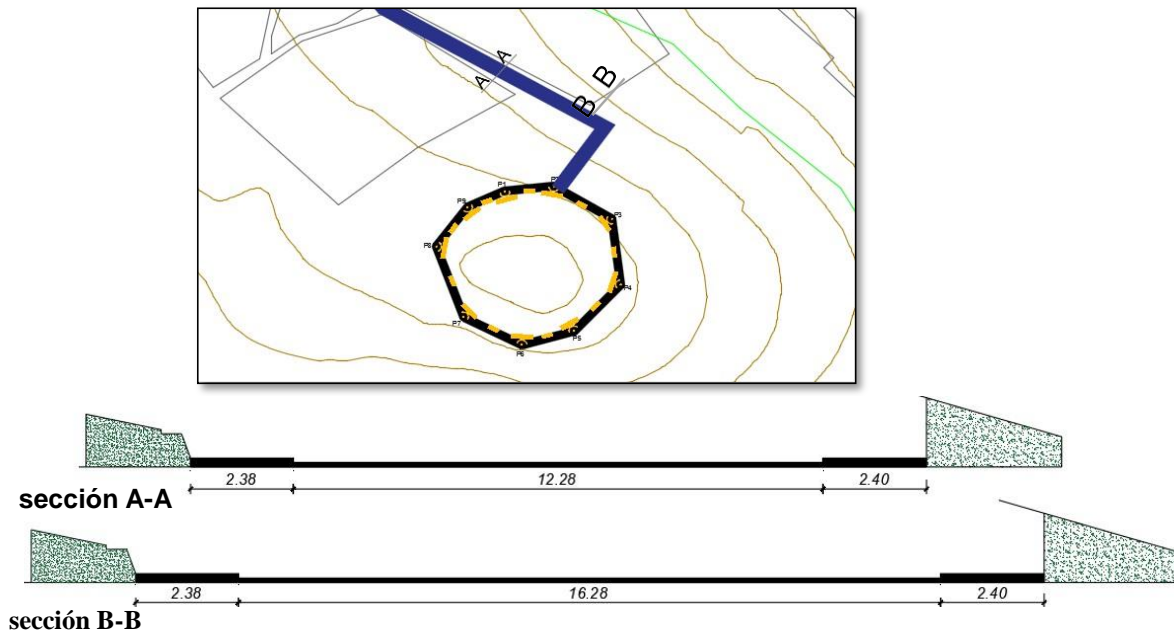 A A
B B
P1 P2 P3
P9
P8 P4
P7 P5
P6
2.38 12.28 2.40
sección A-A
2.38 16.28 2.40
sección B-B